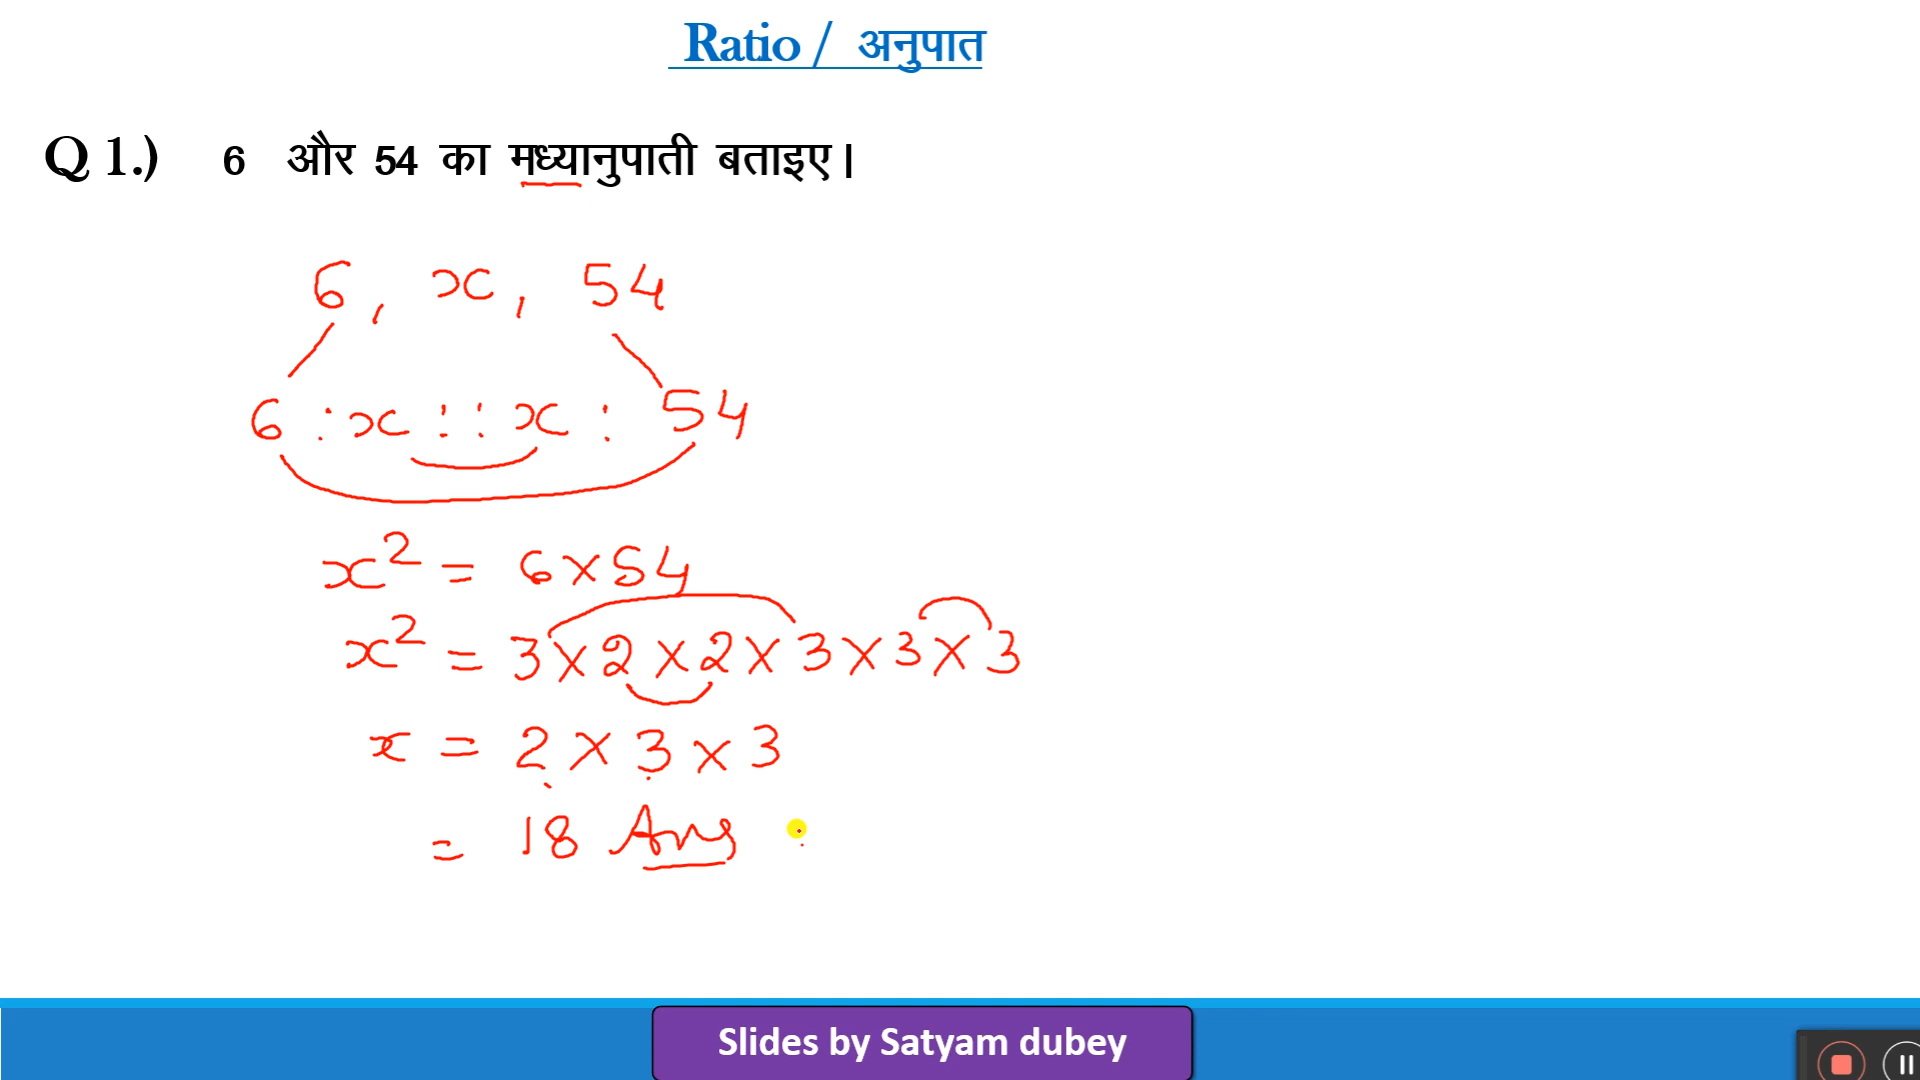 Ratio / अनुपात
Q 1.) 6 और 54 का मध्यानुपाती बताइए।
6, x, 54
6 : x :: x : 54
x² = 6 × 54
x² = 3 × 2 × 2 × 3 × 3 × 3
x = 2 × 3 × 3
= 18 Ans
Slides by Satyam dubey